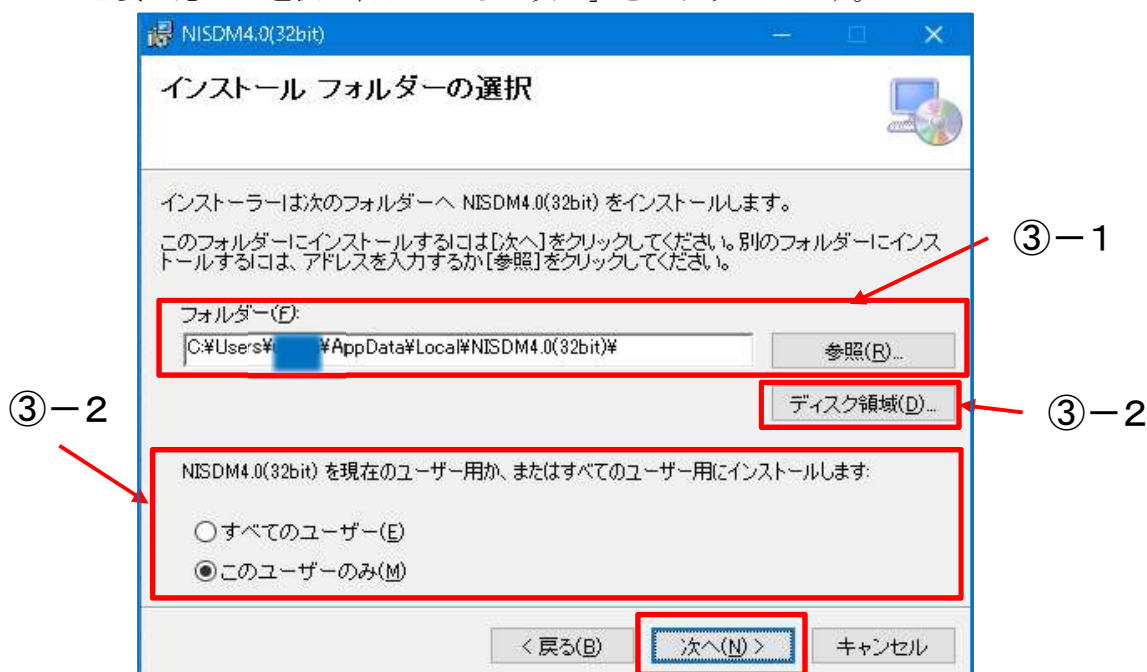 NISDM4.0(32bit)
インストール フォルダーの選択
インストーラーは次のフォルダーへ NISDM4.0(32bit) をインストールします。
このフォルダーにインストールするには[次へ]をクリックしてください。別のフォルダーにインス
トールするには、アドレスを入力するか[参照]をクリックしてください。
③－1
フォルダー(F):
C:¥Users¥ ¥AppData¥Local¥NISDM4.0(32bit)¥
参照(R)...
ディスク領域(D)...
③－2
③－2
NISDM4.0(32bit) を現在のユーザー用か、またはすべてのユーザー用にインストールします:
すべてのユーザー(E)
このユーザーのみ(M)
< 戻る(B)
次へ(N) >
キャンセル